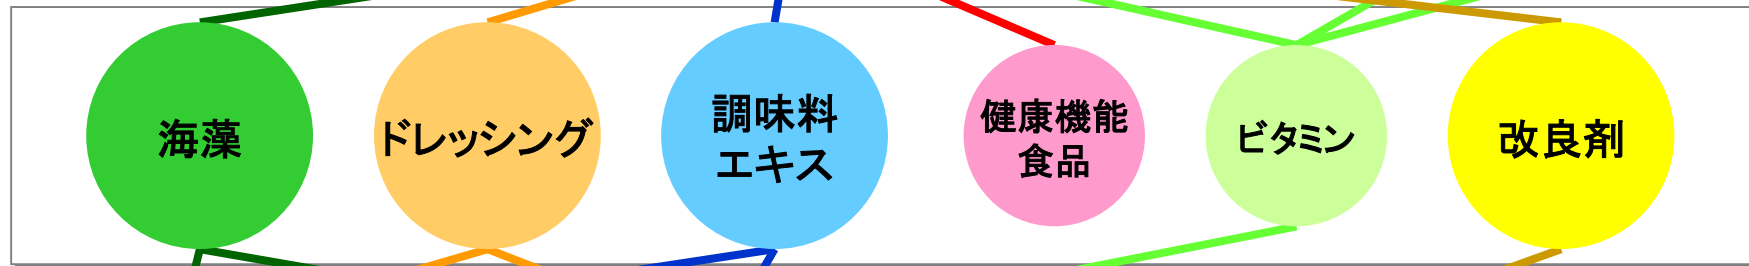 海藻
ドレッシング
調味料
エキス
健康機能
食品
ビタミン
改良剤